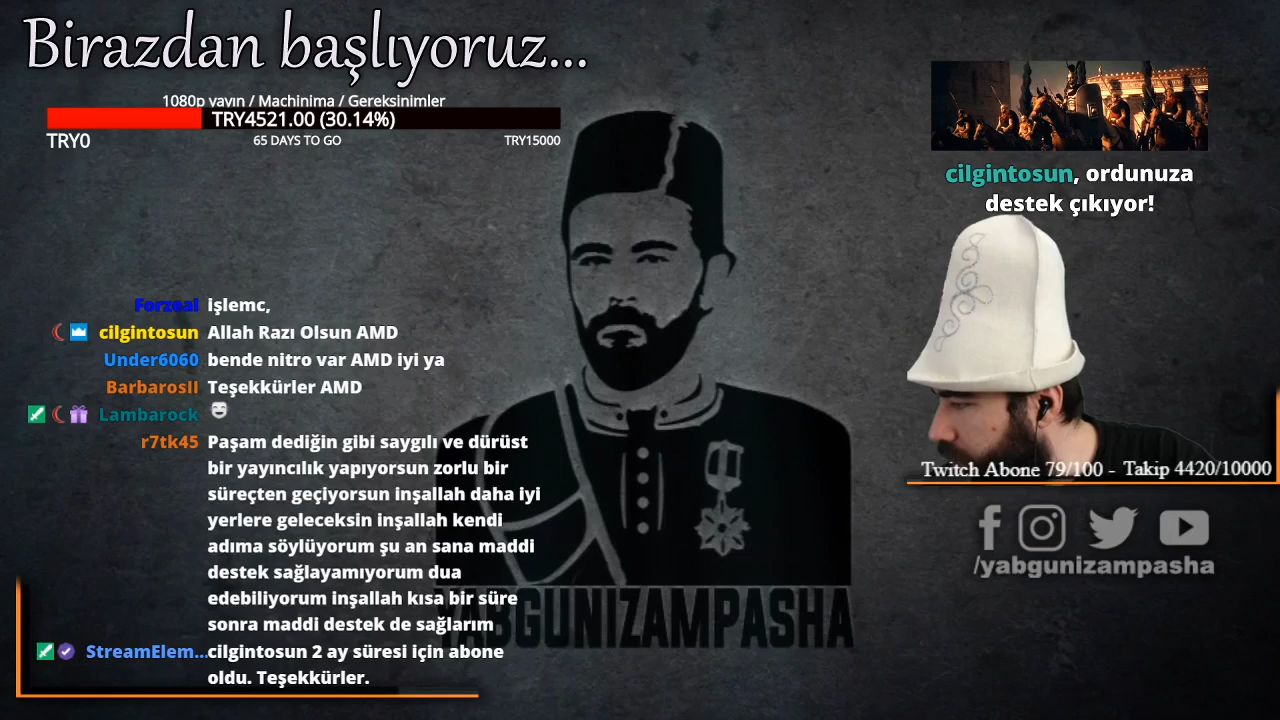 Birazdan başlıyoruz...
1080p yayın / Machinima / Gereksinimler
TRY4521.00 (30.14%)
TRY0
65 DAYS TO GO
TRY15000
cilgintosun, ordunuza
destek çıkıyor!
Forzeal işlemc,
cilgintosun Allah Razı Olsun AMD
Under6060 bende nitro var AMD iyi ya
BarbarosII Teşekkürler AMD
Lambarock
r7tk45 Paşam dediğin gibi saygılı ve dürüst
bir yayıncılık yapıyorsun zorlu bir
süreçten geçiyorsun inşallah daha iyi
yerlere geleceksin inşallah kendi
adıma söylüyorum şu an sana maddi
destek sağlayamıyorum dua
edebiliyorum inşallah kısa bir süre
sonra maddi destek de sağlarım
StreamElem... cilgintosun 2 ay süresi için abone
oldu. Teşekkürler.
YABGUNIZAMPASHA
Twitch Abone 79/100 - Takip 4420/10000
/yabgunizampasha